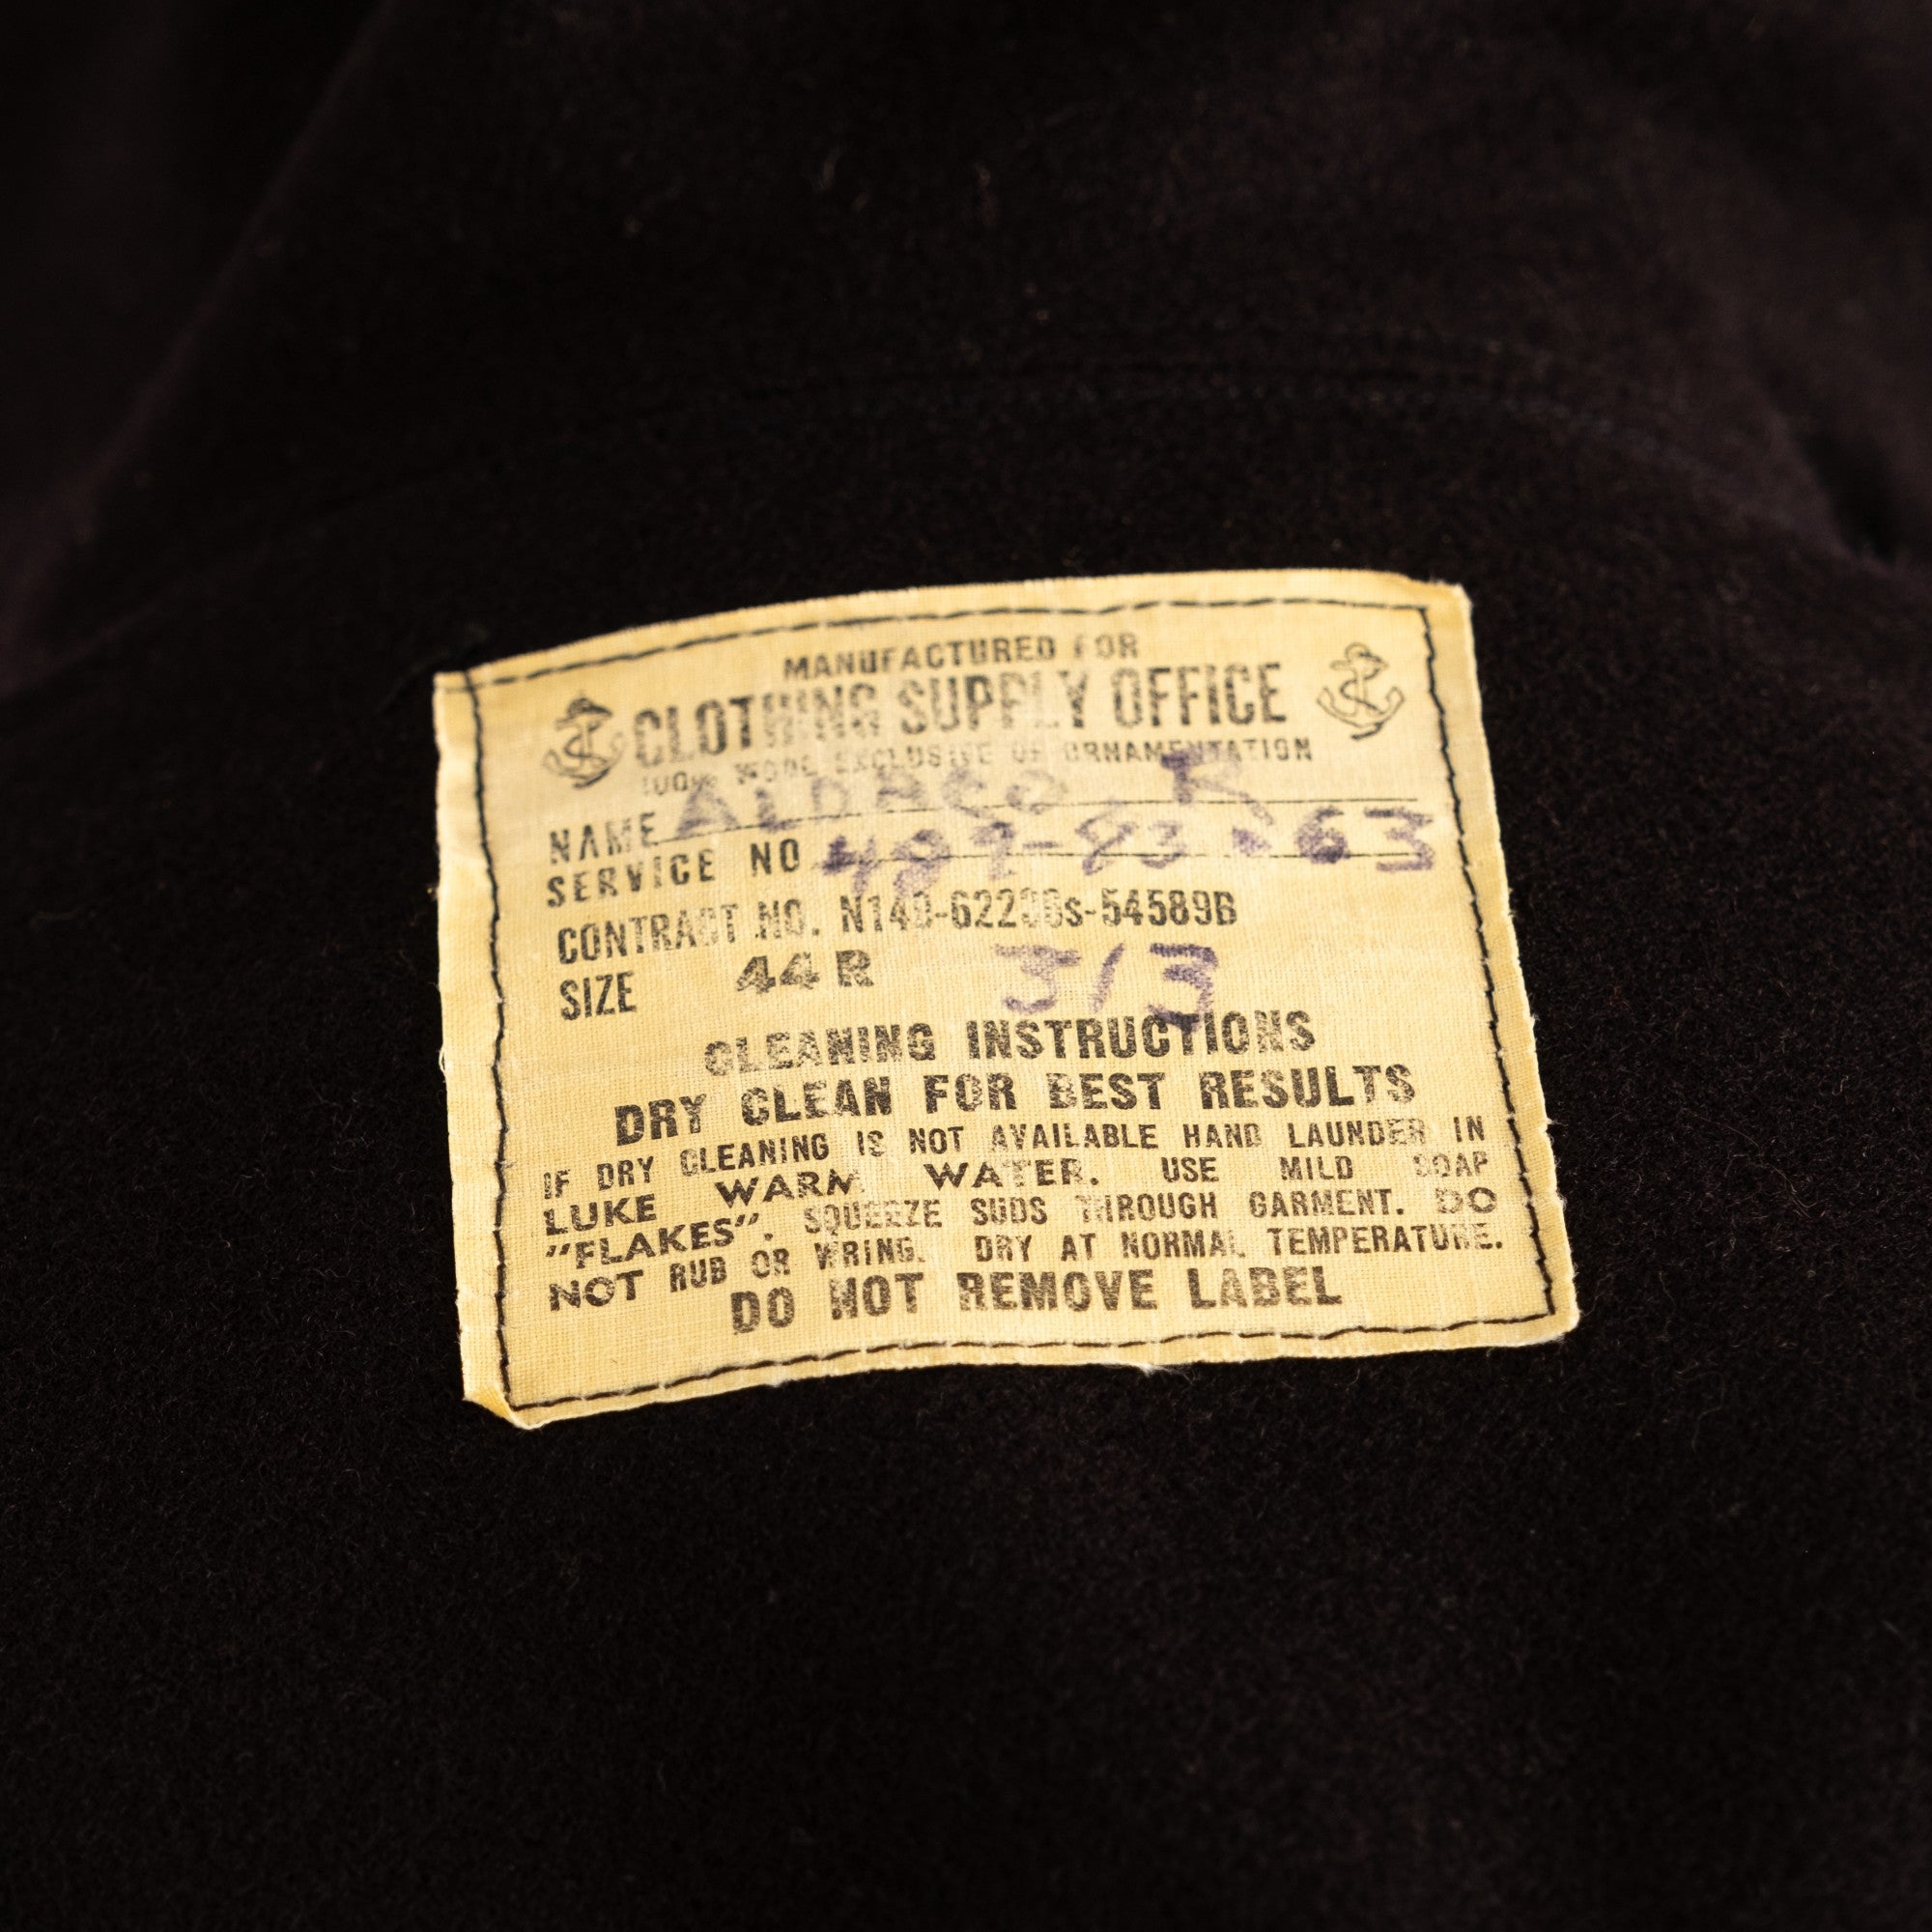 MANUFACTURED FOR
CLOTHING SUPPLY OFFICE
100% WOOL EXCLUSIVE OF ORNAMENTATION
NAME R
SERVICE NO 63
CONTRACT NO.
SIZE 44 R 313
CLEANING INSTRUCTIONS
DRY CLEAN FOR BEST RESULTS
IF DRY CLEANING IS NOT AVAILABLE HAND LAUNDER IN
LUKE WARM WATER. USE MILD SOAP
"FLAKES". SQUEEZE SUDS THROUGH GARMENT. DO
NOT RUB OR WRING. DRY AT NORMAL TEMPERATURE.
DO NOT REMOVE LABEL